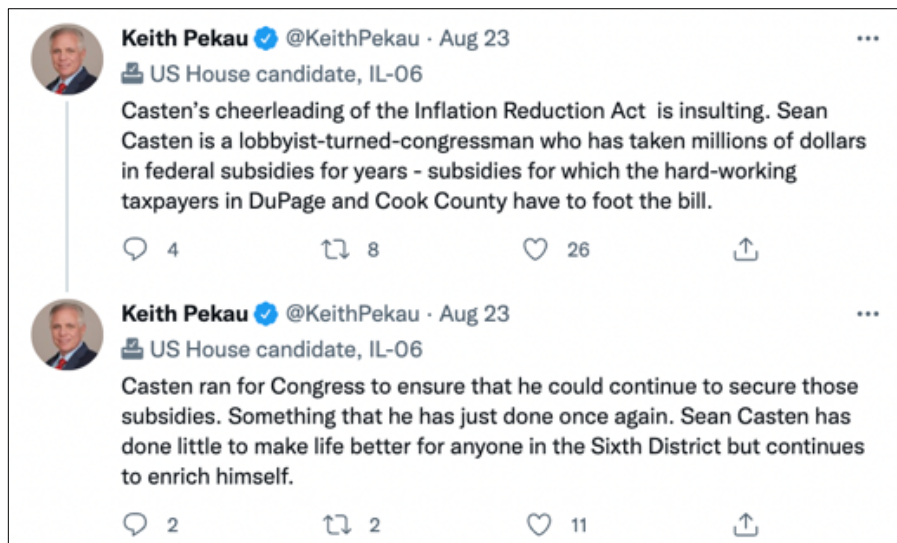 Keith Pekau @KeithPekau · Aug 23
US House candidate, IL-06
Casten's cheerleading of the Inflation Reduction Act  is insulting. Sean
Casten is a lobbyist-turned-congressman who has taken millions of dollars
in federal subsidies for years - subsidies for which the hard-working
taxpayers in DuPage and Cook County have to foot the bill.
4 8 26
Keith Pekau @KeithPekau · Aug 23
US House candidate, IL-06
Casten ran for Congress to ensure that he could continue to secure those
subsidies. Something that he has just done once again. Sean Casten has
done little to make life better for anyone in the Sixth District but continues
to enrich himself.
2 2 11